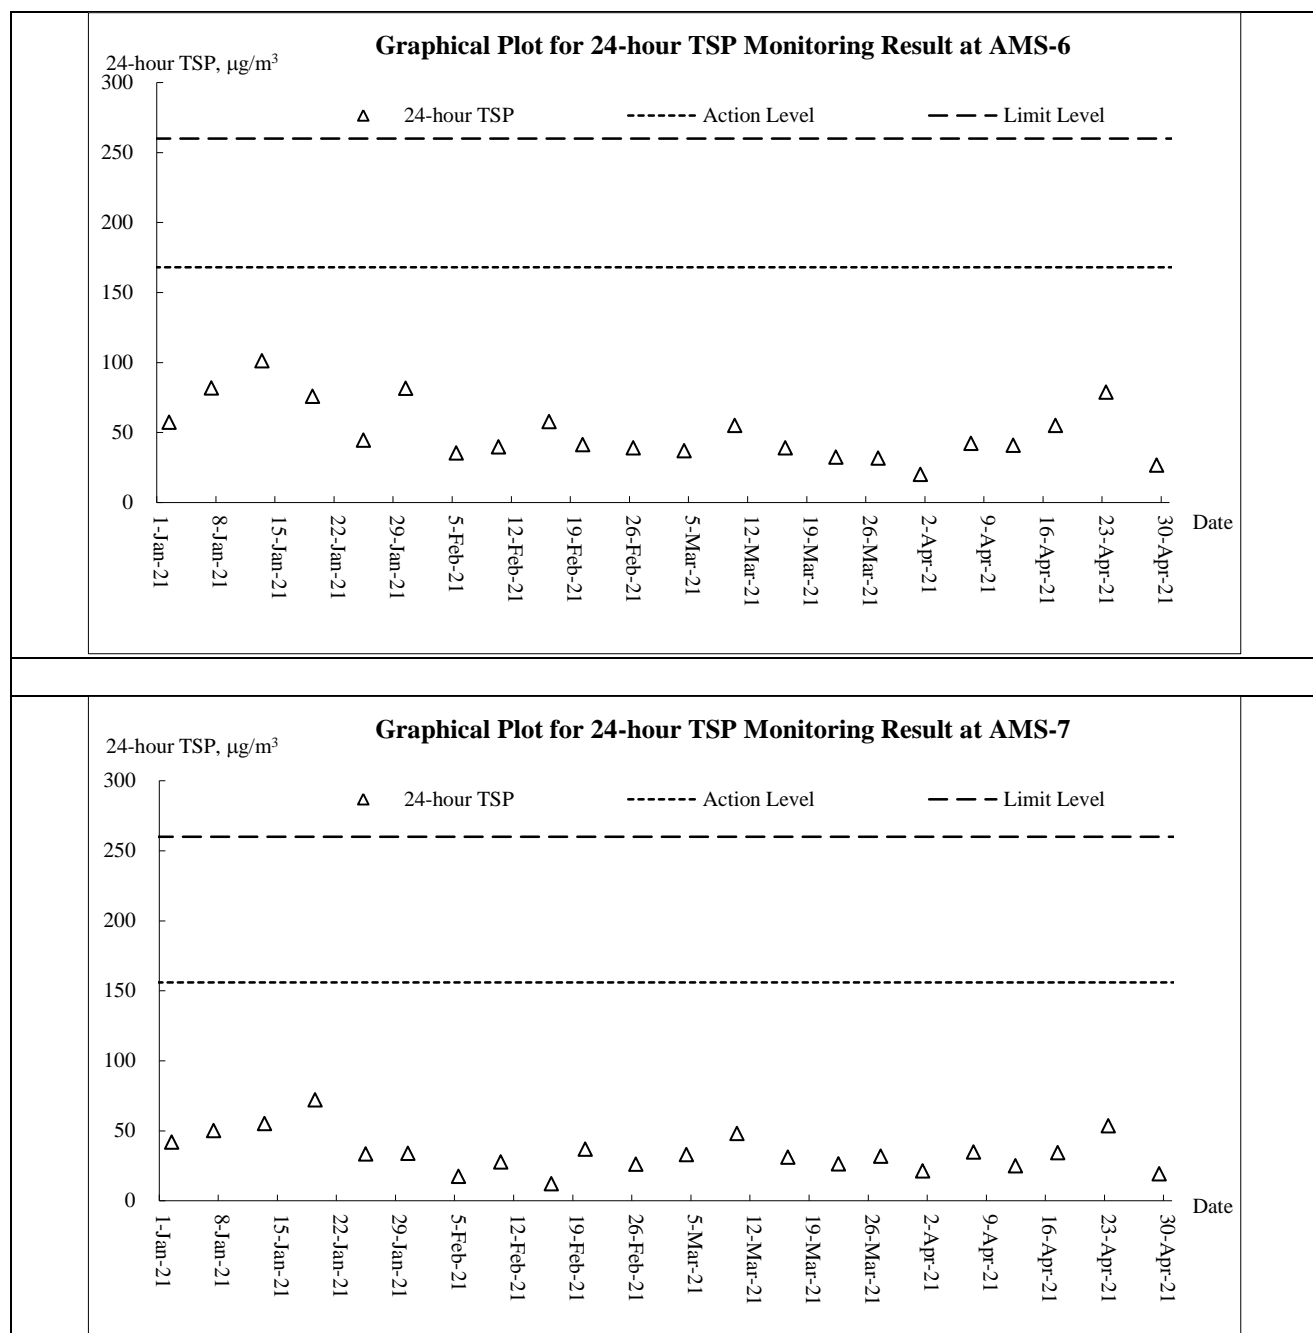 Graphical Plot for 24-hour TSP Monitoring Result at AMS-6
24-hour TSP, μg/m³
300
24-hour TSP Action Level Limit Level
250
200
150
100
50
0
1-Jan-21 8-Jan-21 15-Jan-21 22-Jan-21 29-Jan-21 5-Feb-21 12-Feb-21 19-Feb-21 26-Feb-21 5-Mar-21 12-Mar-21 19-Mar-21 26-Mar-21 2-Apr-21 9-Apr-21 16-Apr-21 23-Apr-21 30-Apr-21 Date
Graphical Plot for 24-hour TSP Monitoring Result at AMS-7
24-hour TSP, μg/m³
300
24-hour TSP Action Level Limit Level
250
200
150
100
50
0
1-Jan-21 8-Jan-21 15-Jan-21 22-Jan-21 29-Jan-21 5-Feb-21 12-Feb-21 19-Feb-21 26-Feb-21 5-Mar-21 12-Mar-21 19-Mar-21 26-Mar-21 2-Apr-21 9-Apr-21 16-Apr-21 23-Apr-21 30-Apr-21 Date